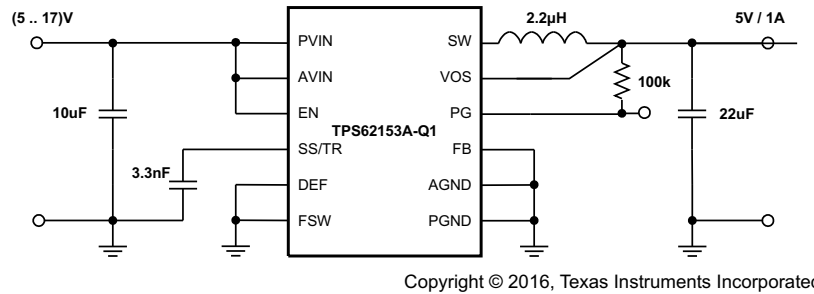 (5 .. 17)V
2.2µH
5V / 1A
PVIN
SW
AVIN
VOS
100k
10uF
EN
PG
22uF
TPS62153A-Q1
SS/TR
FB
3.3nF
DEF
AGND
FSW
PGND
Copyright © 2016, Texas Instruments Incorporated